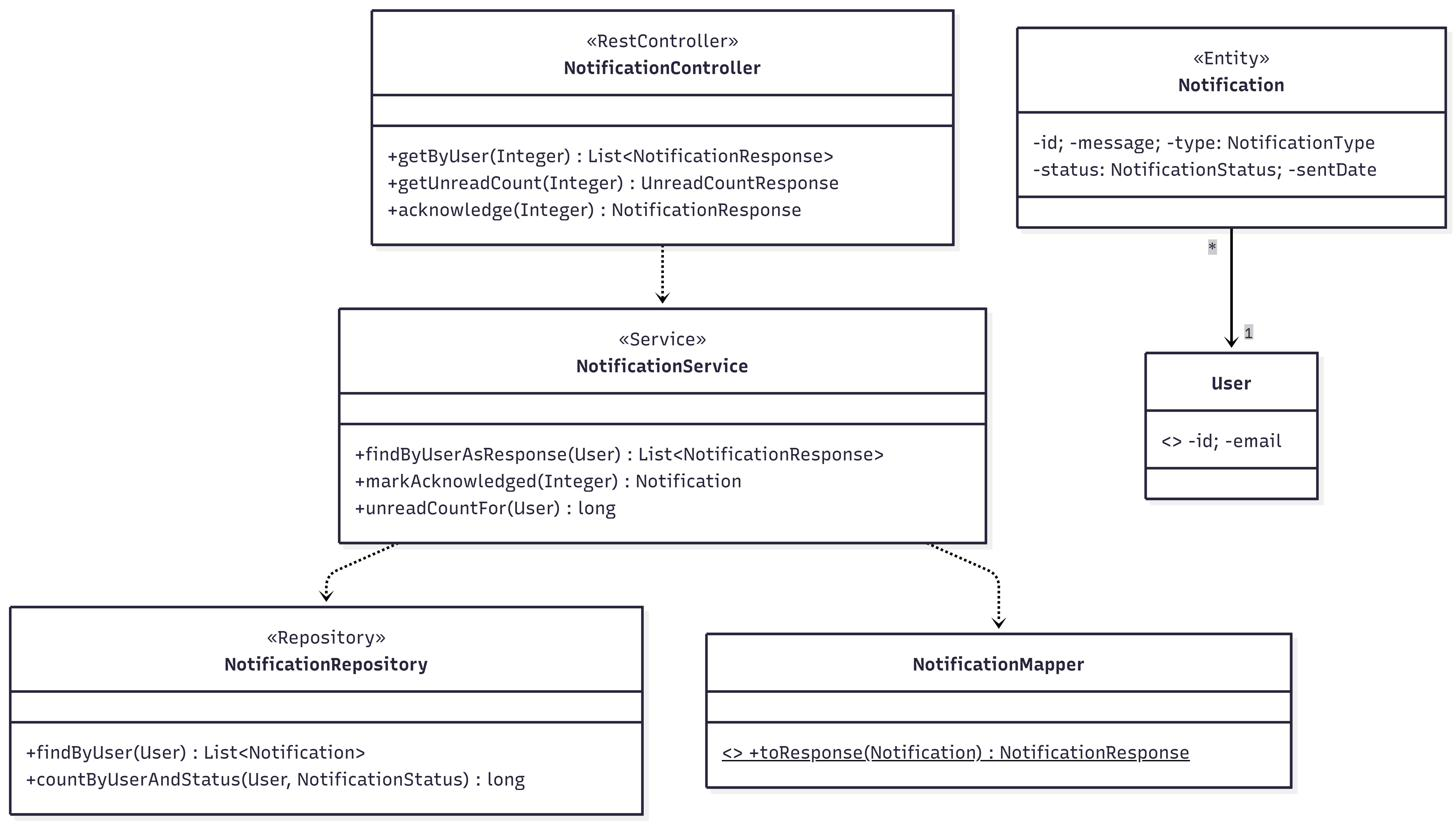 «RestController»
NotificationController
+getByUser(Integer) : List<NotificationResponse>
+getUnreadCount(Integer) : UnreadCountResponse
+acknowledge(Integer) : NotificationResponse
«Entity»
Notification
-id; -message; -type: NotificationType
-status: NotificationStatus; -sentDate
*
1
User
<> -id; -email
«Service»
NotificationService
+findByUserAsResponse(User) : List<NotificationResponse>
+markAcknowledged(Integer) : Notification
+unreadCountFor(User) : long
«Repository»
NotificationRepository
+findByUser(User) : List<Notification>
+countByUserAndStatus(User, NotificationStatus) : long
NotificationMapper
<> +toResponse(Notification) : NotificationResponse